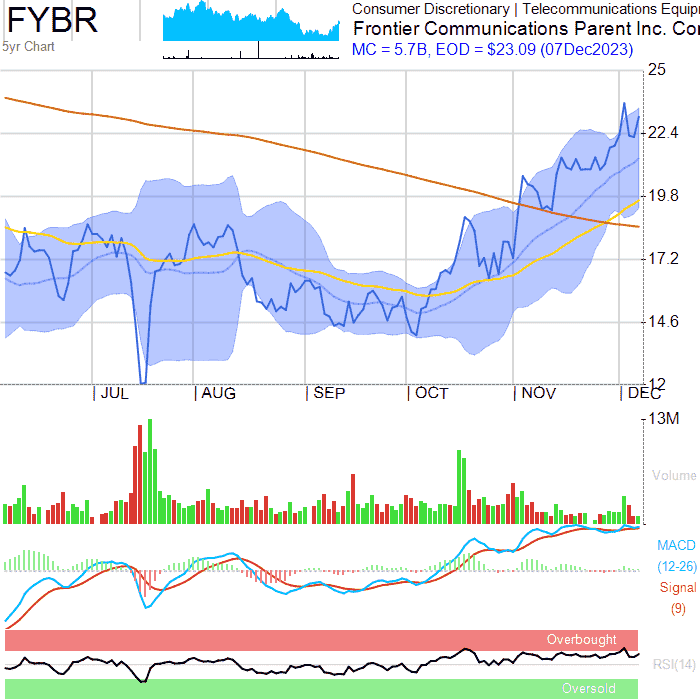 FYBR
5yr Chart
Consumer Discretionary | Telecommunications Equip
Frontier Communications Parent Inc. Co
MC = 5.7B, EOD = $23.09 (07Dec2023)
25
22.4
19.8
17.2
14.6
12
JUL AUG SEP OCT NOV DEC
13M
Volume
MACD
(12-26)
Signal
(9)
Overbought
RSI(14)
Oversold